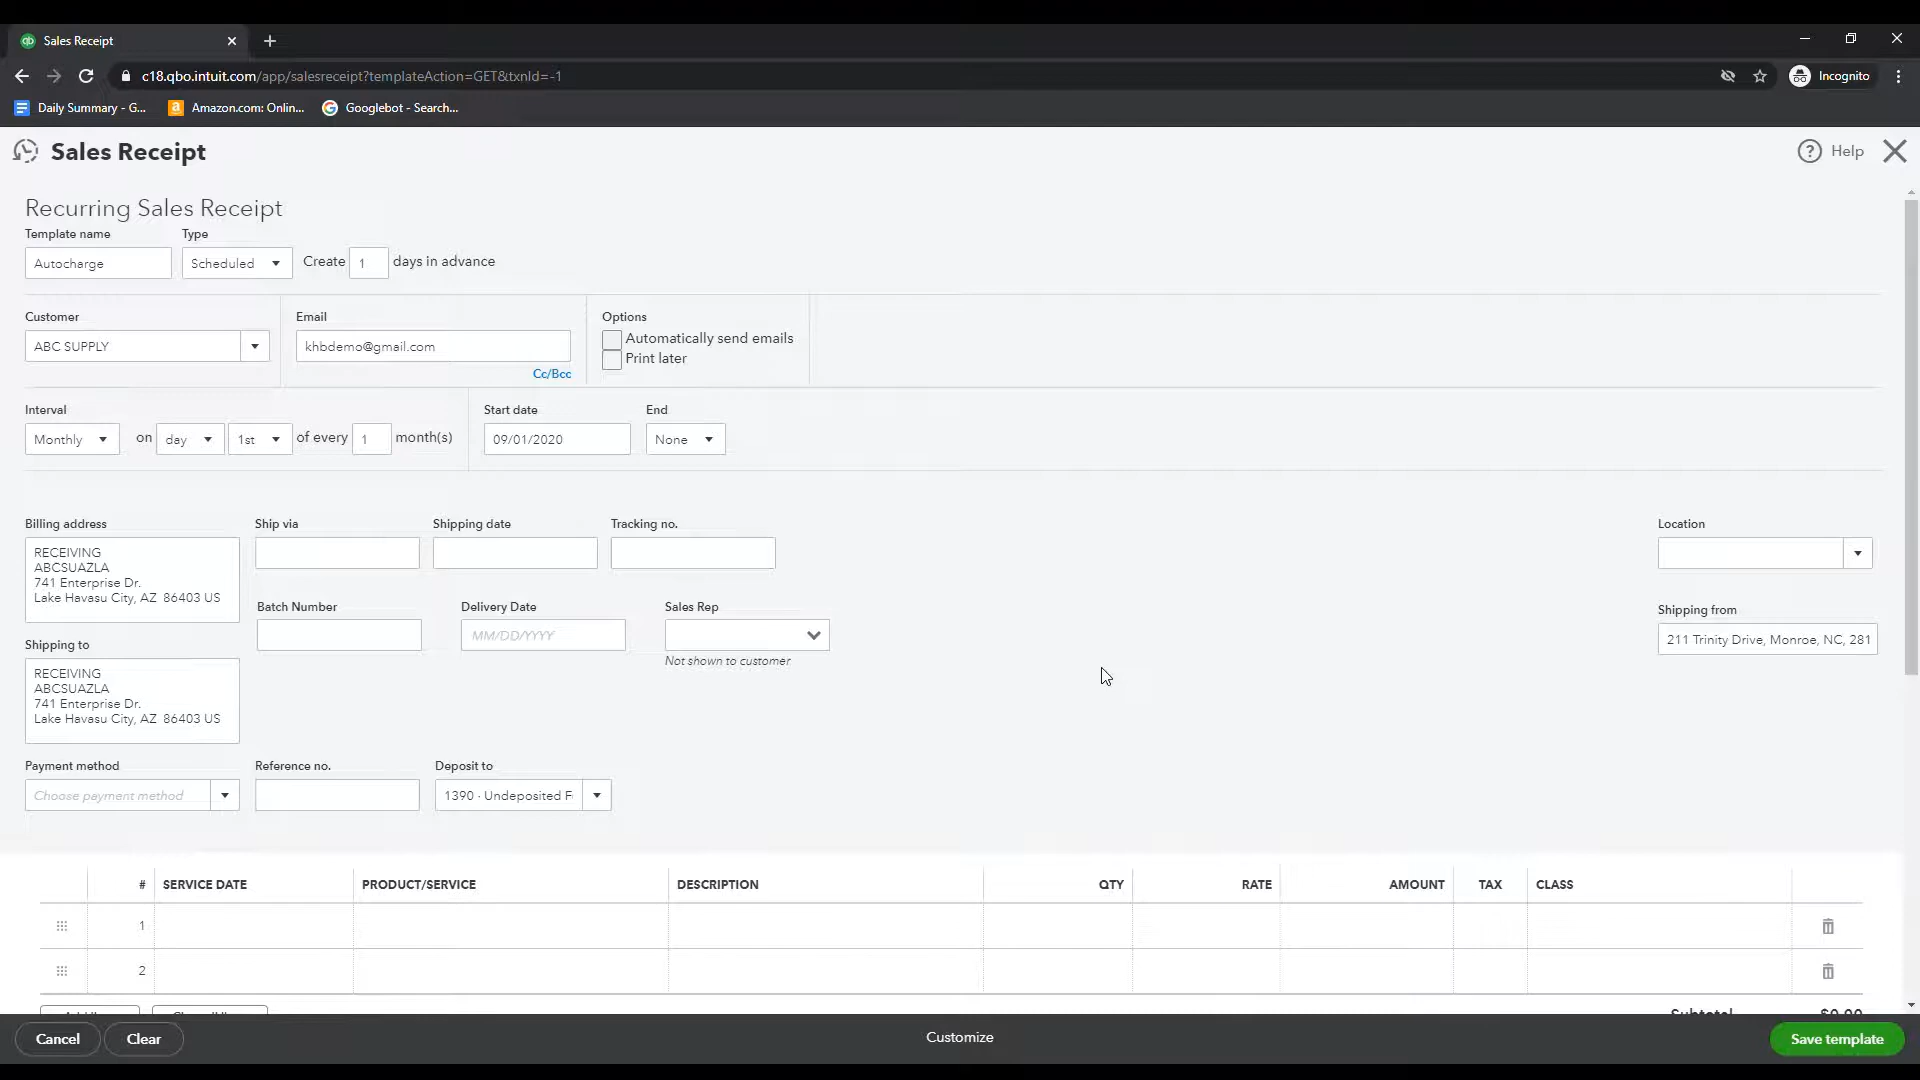 Sales Receipt
c18.qbo.intuit.com/app/salesreceipt?templateAction=GET&txnId=-1
Incognito
Daily Summary - G...
Amazon.com: Onlin...
Googlebot - Search...
Sales Receipt
Help
Recurring Sales Receipt
Template name
Type
Autocharge
Scheduled
Create 1 days in advance
Customer
Email
Options
ABC SUPPLY
khbdemo@gmail.com
Automatically send emails
Print later
Cc/Bcc
Interval
Start date
End
Monthly on day 1st of every 1 month(s)
09/01/2020
None
Billing address
Ship via
Shipping date
Tracking no.
Location
RECEIVING
ABCSUAZLA
741 Enterprise Dr.
Lake Havasu City, AZ 86403 US
Batch Number
Delivery Date
Sales Rep
MM/DD/YYYY
Not shown to customer
Shipping from
211 Trinity Drive, Monroe, NC, 281
Shipping to
RECEIVING
ABCSUAZLA
741 Enterprise Dr.
Lake Havasu City, AZ 86403 US
Payment method
Reference no.
Deposit to
Choose payment method
1390 · Undeposited F
# SERVICE DATE PRODUCT/SERVICE DESCRIPTION QTY RATE AMOUNT TAX CLASS
1
2
Subtotal $0.00
Cancel
Clear
Customize
Save template